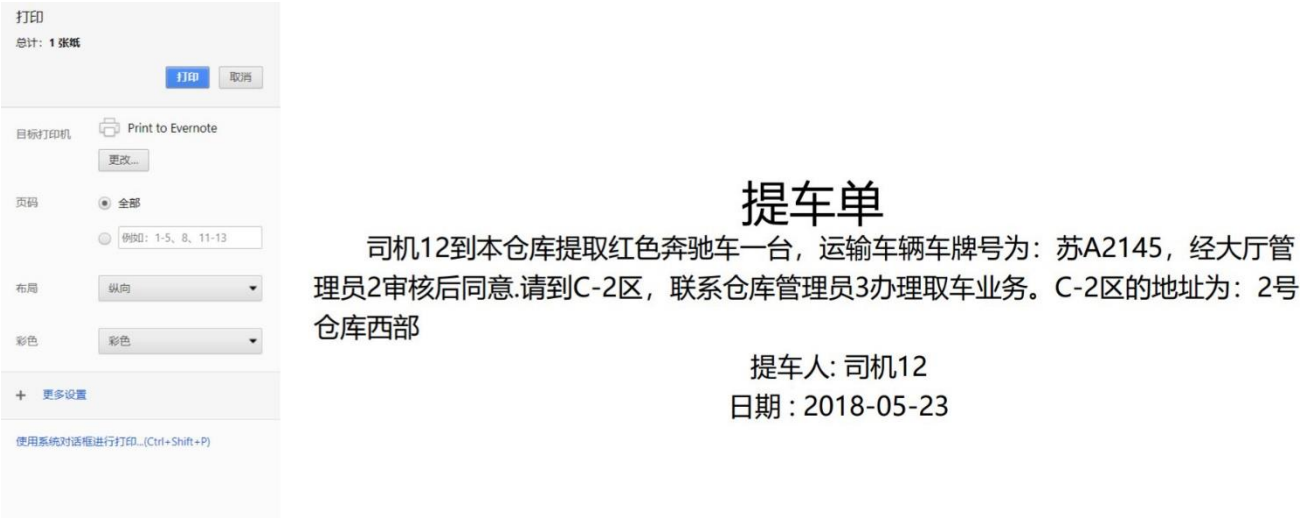 打印
总计：1 张纸
打印 取消
目标打印机 Print to Evernote
更改...
页码 全部
例如：1-5、8、11-13
布局 纵向
彩色 彩色
+ 更多设置
使用系统对话框进行打印...(Ctrl+Shift+P)
提车单
司机12到本仓库提取红色奔驰车一台，运输车辆车牌号为：苏A2145，经大厅管
理员2审核后同意.请到C-2区，联系仓库管理员3办理取车业务。C-2区的地址为：2号
仓库西部
提车人: 司机12
日期 : 2018-05-23